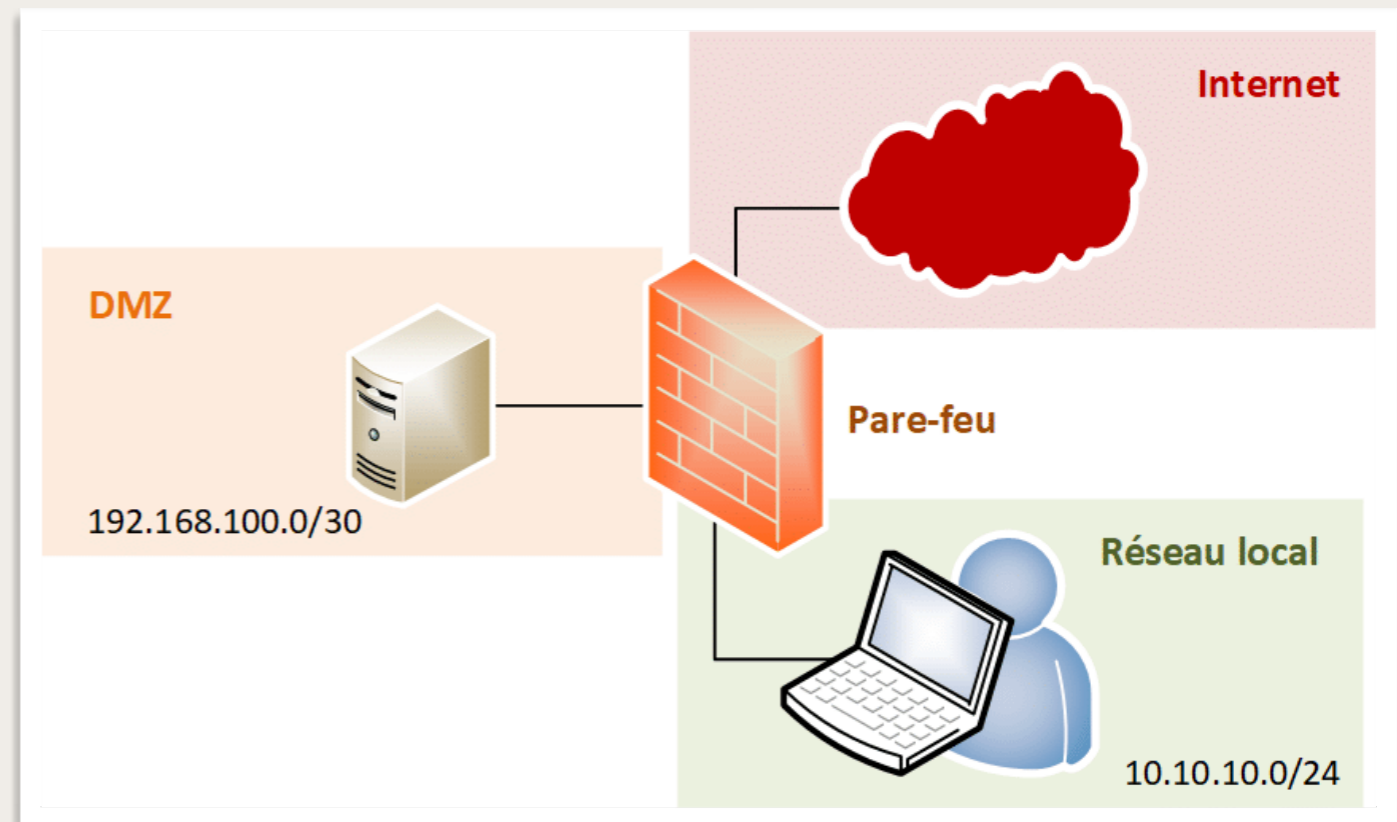 Internet
DMZ
Pare-feu
192.168.100.0/30
Réseau local
10.10.10.0/24